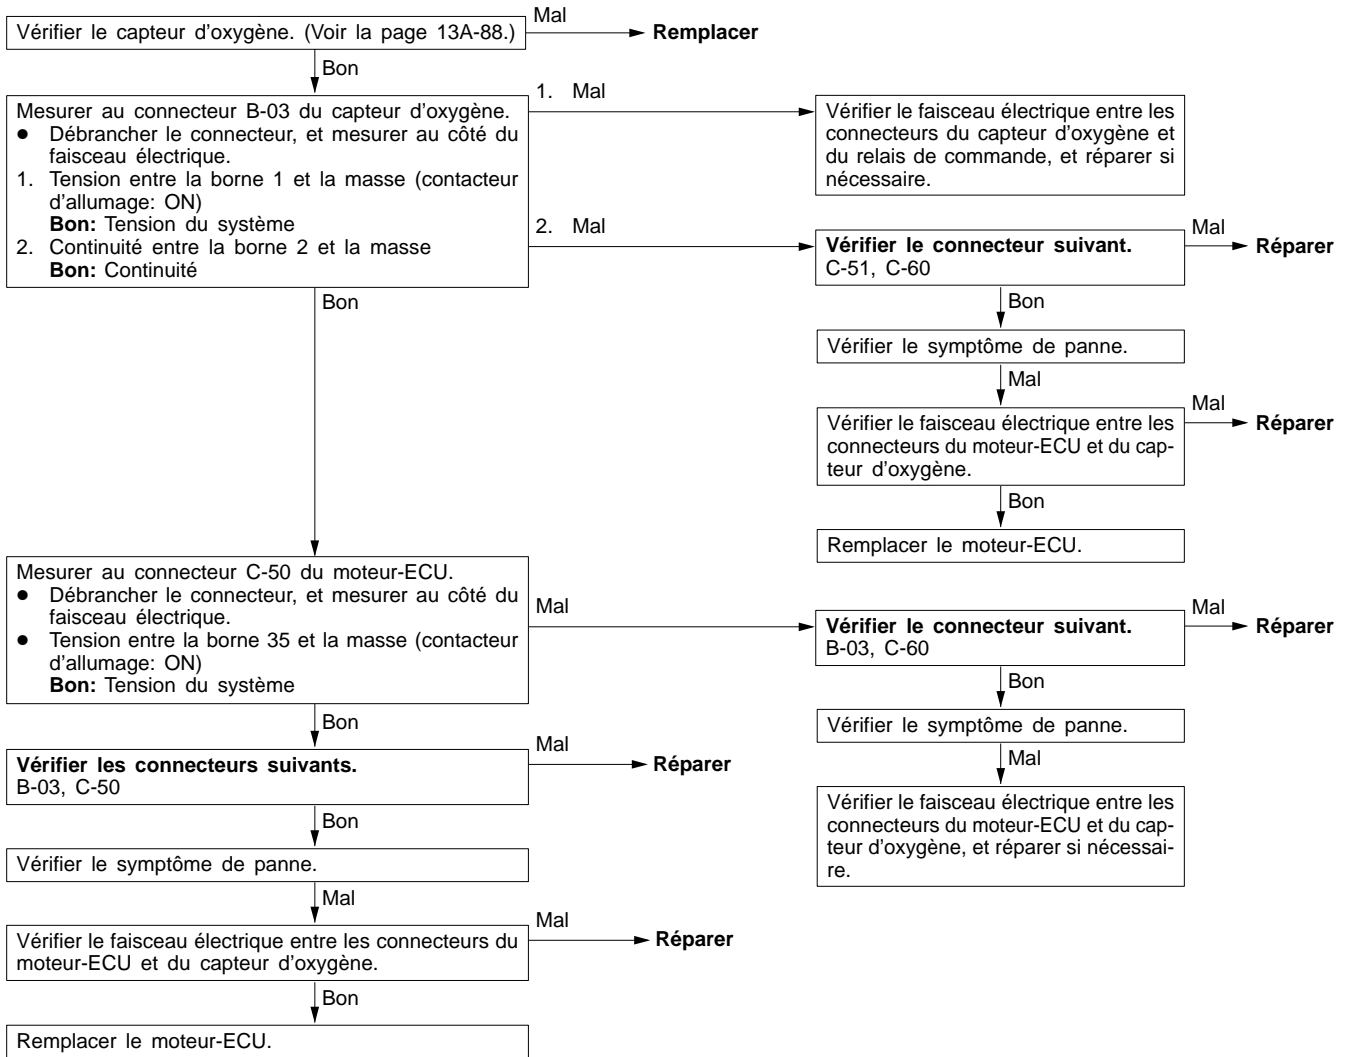 Vérifier le capteur d'oxygène. (Voir la page 13A-88.)
Mal
Remplacer
Bon
Mesurer au connecteur B-03 du capteur d'oxygène.
● Débrancher le connecteur, et mesurer au côté du
faisceau électrique.
1. Tension entre la borne 1 et la masse (contacteur
d'allumage: ON)
Bon: Tension du système
2. Continuité entre la borne 2 et la masse
Bon: Continuité
1. Mal
Vérifier le faisceau électrique entre les
connecteurs du capteur d'oxygène et
du relais de commande, et réparer si
nécessaire.
2. Mal
Vérifier le connecteur suivant.
C-51, C-60
Mal
Réparer
Bon
Vérifier le symptôme de panne.
Mal
Vérifier le faisceau électrique entre les
connecteurs du moteur-ECU et du cap-
teur d'oxygène.
Mal
Réparer
Bon
Remplacer le moteur-ECU.
Bon
Mesurer au connecteur C-50 du moteur-ECU.
● Débrancher le connecteur, et mesurer au côté du
faisceau électrique.
● Tension entre la borne 35 et la masse (contacteur
d'allumage: ON)
Bon: Tension du système
Mal
Vérifier le connecteur suivant.
B-03, C-60
Mal
Réparer
Bon
Vérifier le symptôme de panne.
Mal
Vérifier le faisceau électrique entre les
connecteurs du moteur-ECU et du cap-
teur d'oxygène, et réparer si nécessai-
re.
Bon
Vérifier les connecteurs suivants.
B-03, C-50
Mal
Réparer
Bon
Vérifier le symptôme de panne.
Mal
Vérifier le faisceau électrique entre les connecteurs du
moteur-ECU et du capteur d'oxygène.
Mal
Réparer
Bon
Remplacer le moteur-ECU.